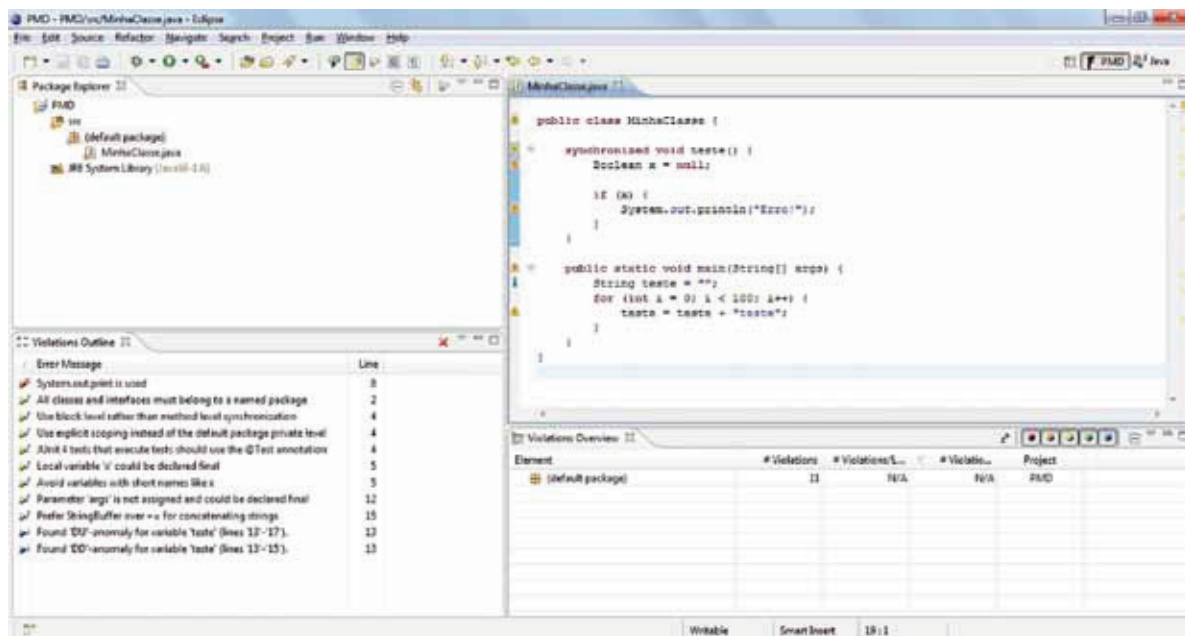 PMD - PMD/src/MinhaClasse.java - Eclipse
File Edit Source Refactor Navigate Search Project Run Window Help
PMD Java
Package Explorer
PMD
src
(default package)
MinhaClasse.java
JRE System Library
MinhaClasse.java
public class MinhaClasse {
synchronized void teste() {
Boolean x = null;
if (x) {
System.out.println("Erro!");
}
}
public static void main(String[] args) {
String teste = "";
for (int i = 0; i < 100; i++) {
teste = teste + "teste";
}
}
}
Violations Outline
Error Message Line
System.out.print is used 8
All classes and interfaces must belong to a named package 2
Use block level rather than method level synchronization 4
Use explicit scoping instead of the default package private level 4
JUnit 4 tests that execute tests should use the @Test annotation 4
Local variable 'x' could be declared final 5
Avoid variables with short names like x 5
Parameter 'args' is not assigned and could be declared final 12
Prefer StringBuffer over += for concatenating strings 15
Found 'DU'-anomaly for variable 'teste' (lines '13'-'17'). 13
Found 'DD'-anomaly for variable 'teste' (lines '13'-'15'). 13
Violations Overview
Element # Violations # Violations/L... # Violatio... Project
(default package) 11 N/A N/A PMD
Writable Smart Insert 19 : 1